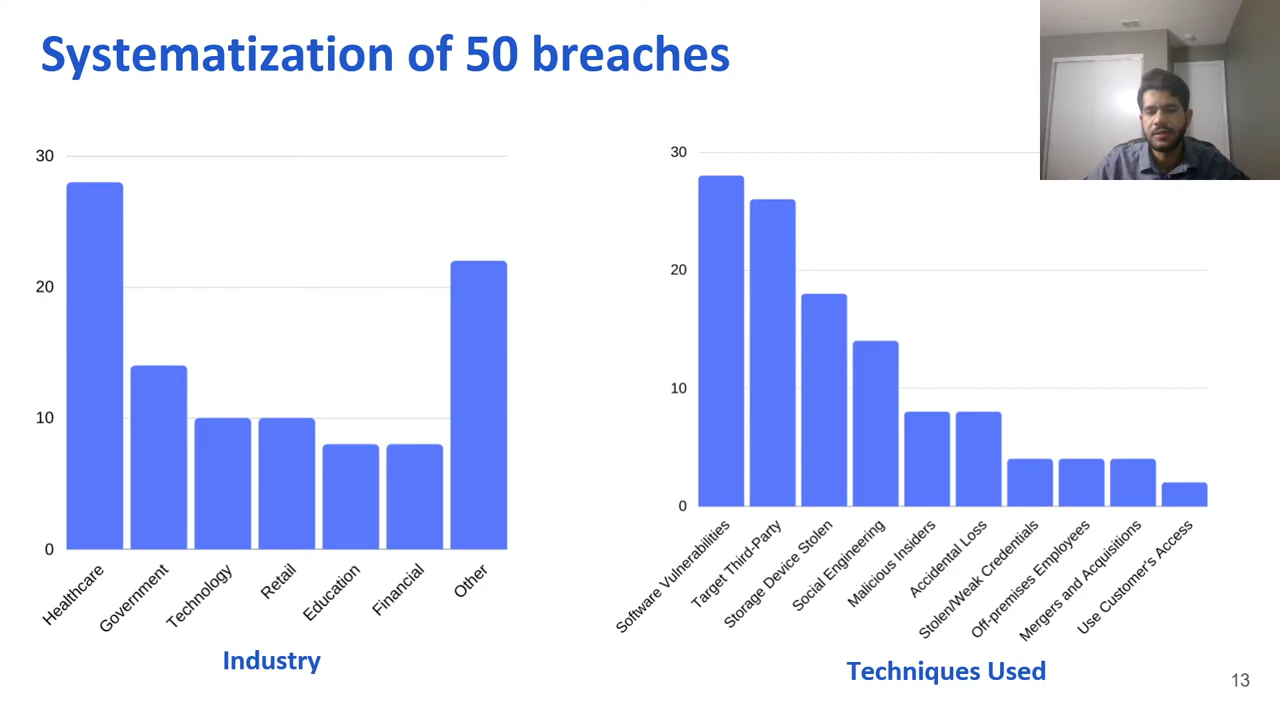 Systematization of 50 breaches
30
20
10
0
Healthcare
Government
Technology
Retail
Education
Financial
Other
Industry
30
20
10
0
Software Vulnerabilities
Target Third-Party
Storage Device Stolen
Social Engineering
Malicious Insiders
Accidental Loss
Stolen/Weak Credentials
Off-premises Employees
Mergers and Acquisitions
Use Customer's Access
Techniques Used
13